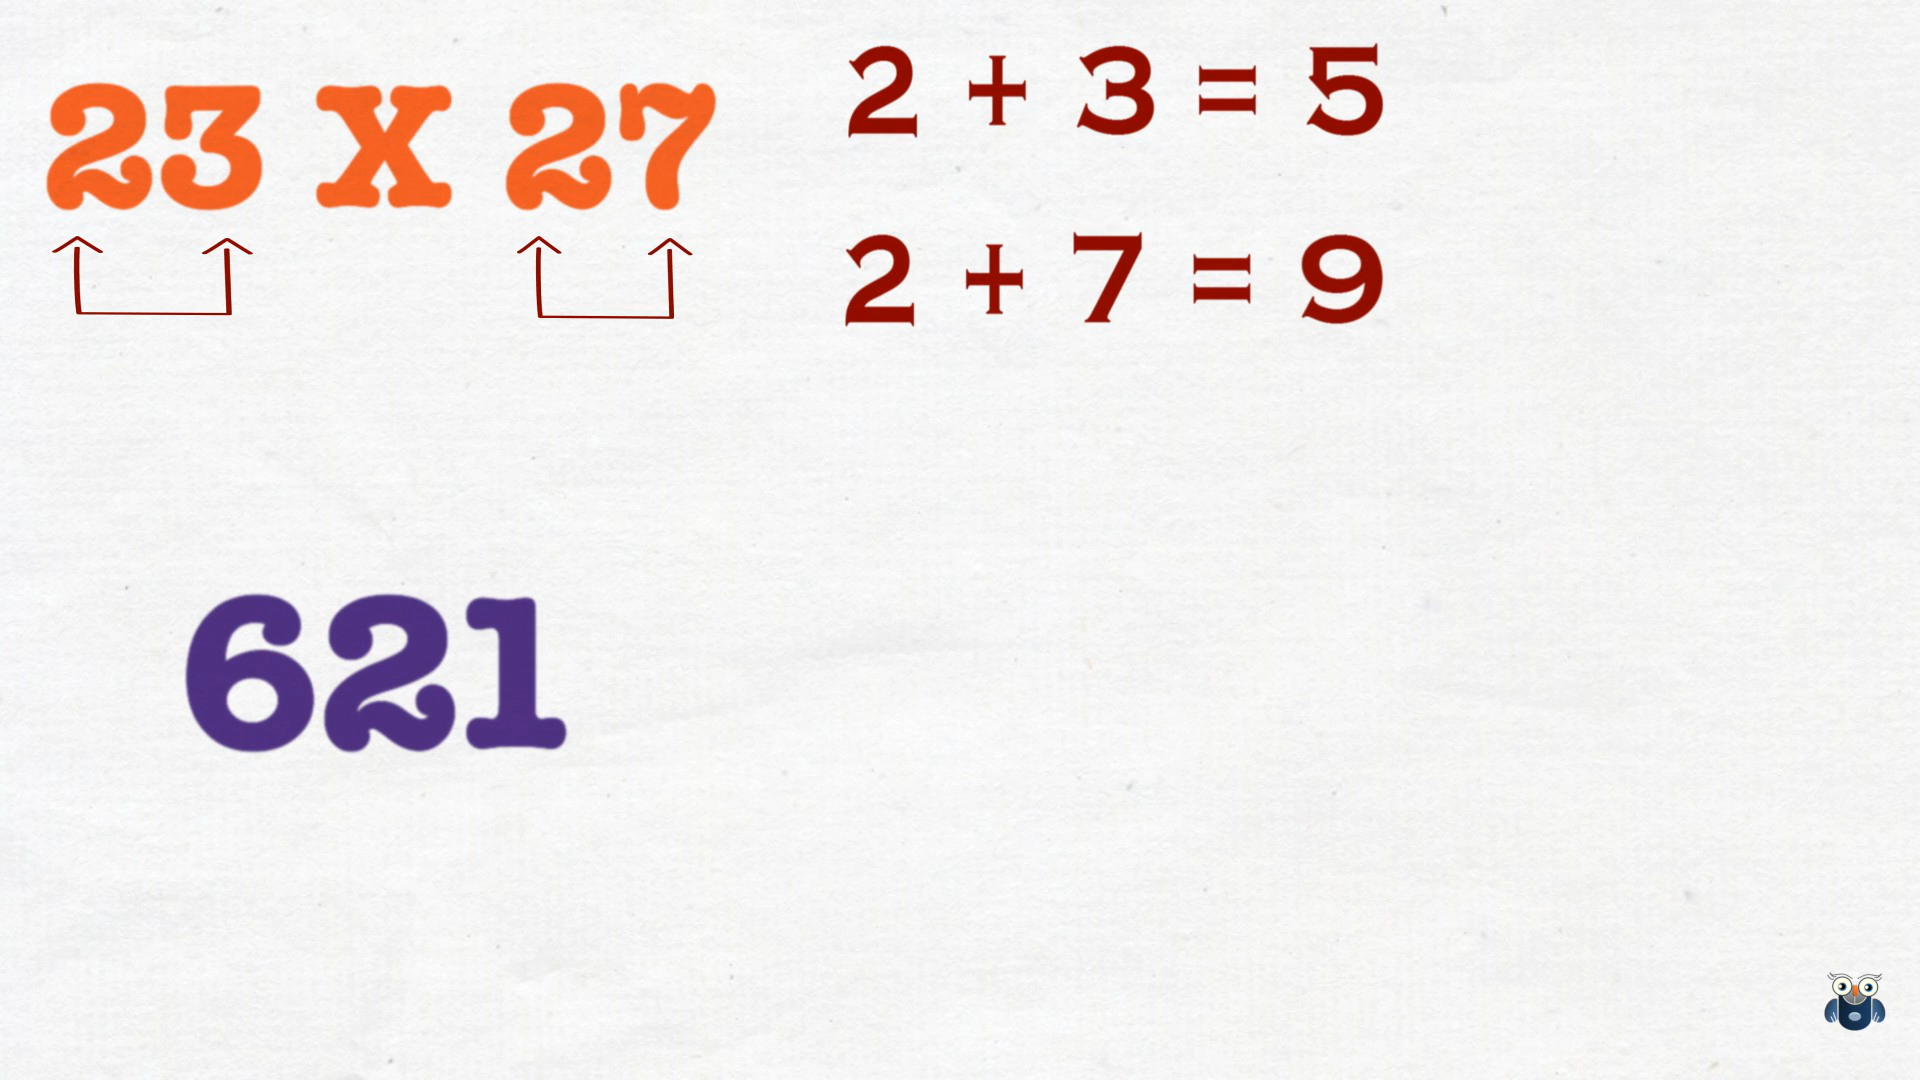 23 X 27
2 + 3 = 5
2 + 7 = 9
621